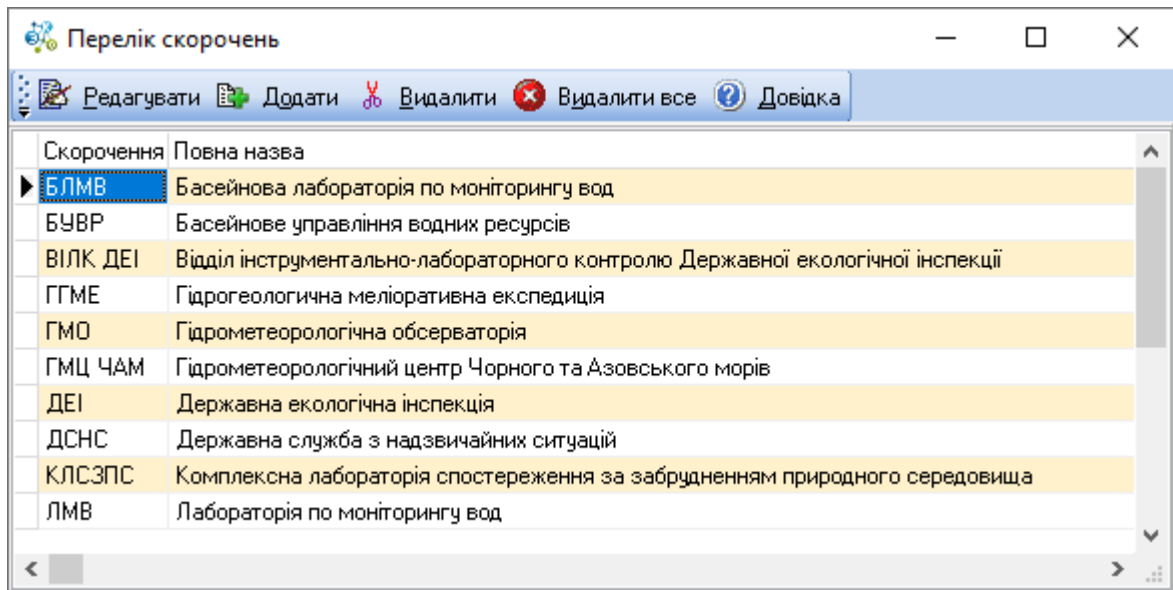 Перелік скорочень
Редагувати Додати Видалити Видалити все Довідка
Скорочення Повна назва
БЛМВ Басейнова лабораторія по моніторингу вод
БУВР Басейнове управління водних ресурсів
ВІЛК ДЕІ Відділ інструментально-лабораторного контролю Державної екологічної інспекції
ГГМЕ Гідрогеологична меліоративна експедиція
ГМО Гідрометеорологічна обсерваторія
ГМЦ ЧАМ Гідрометеорологічний центр Чорного та Азовського морів
ДЕІ Державна екологічна інспекція
ДСНС Державна служба з надзвичайних ситуацій
КЛСЗПС Комплексна лабораторія спостереження за забрудненням природного середовища
ЛМВ Лабораторія по моніторингу вод